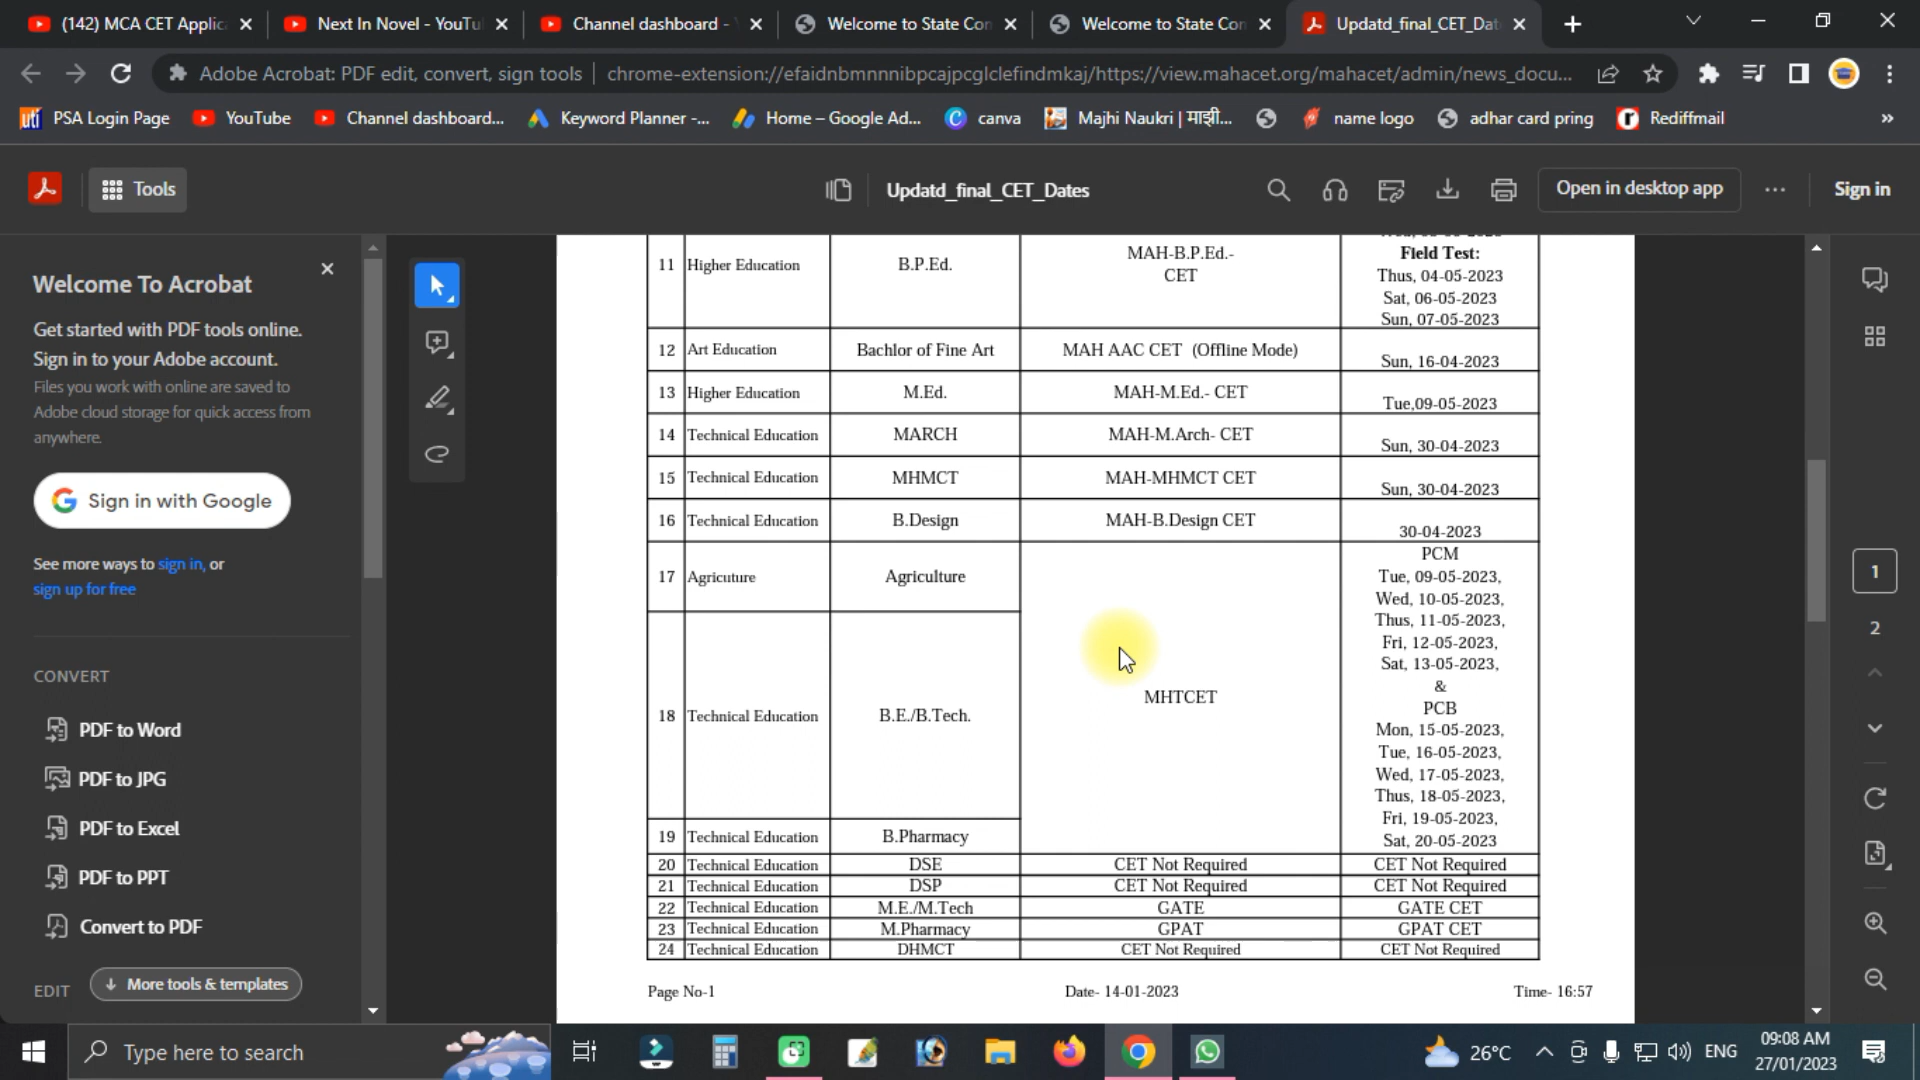 (142) MCA CET Applic
Next In Novel - YouTu
Channel dashboard -
Welcome to State Con
Welcome to State Con
Updatd_final_CET_Dat
Adobe Acrobat: PDF edit, convert, sign tools
chrome-extension://efaidnbmnnnibpcajpcglclefindmkaj/https://view.mahacet.org/mahacet/admin/news_docu...
uti PSA Login Page
YouTube
Channel dashboard...
Keyword Planner -...
Home – Google Ad...
canva
Majhi Naukri | माझी...
name logo
adhar card pring
Rediffmail
»
Tools
Updatd_final_CET_Dates
Open in desktop app
Sign in
Welcome To Acrobat
Get started with PDF tools online.
Sign in to your Adobe account.
Files you work with online are saved to
Adobe cloud storage for quick access from
anywhere.
Sign in with Google
See more ways to sign in, or
sign up for free
CONVERT
PDF to Word
PDF to JPG
PDF to Excel
PDF to PPT
Convert to PDF
EDIT
More tools & templates
11 Higher Education B.P.Ed. MAH-B.P.Ed.-
CET
Field Test:
Thus, 04-05-2023
Sat, 06-05-2023
Sun, 07-05-2023
12 Art Education Bachlor of Fine Art MAH AAC CET (Offline Mode) Sun, 16-04-2023
13 Higher Education M.Ed. MAH-M.Ed.- CET Tue,09-05-2023
14 Technical Education MARCH MAH-M.Arch- CET Sun, 30-04-2023
15 Technical Education MHMCT MAH-MHMCT CET Sun, 30-04-2023
16 Technical Education B.Design MAH-B.Design CET 30-04-2023
17 Agricuture Agriculture
18 Technical Education B.E./B.Tech.
19 Technical Education B.Pharmacy
MHTCET
PCM
Tue, 09-05-2023,
Wed, 10-05-2023,
Thus, 11-05-2023,
Fri, 12-05-2023,
Sat, 13-05-2023,
&
PCB
Mon, 15-05-2023,
Tue, 16-05-2023,
Wed, 17-05-2023,
Thus, 18-05-2023,
Fri, 19-05-2023,
Sat, 20-05-2023
20 Technical Education DSE CET Not Required CET Not Required
21 Technical Education DSP CET Not Required CET Not Required
22 Technical Education M.E./M.Tech GATE GATE CET
23 Technical Education M.Pharmacy GPAT GPAT CET
24 Technical Education DHMCT CET Not Required CET Not Required
Page No-1 Date- 14-01-2023 Time- 16:57
1
2
Type here to search
26°C
ENG
09:08 AM
27/01/2023